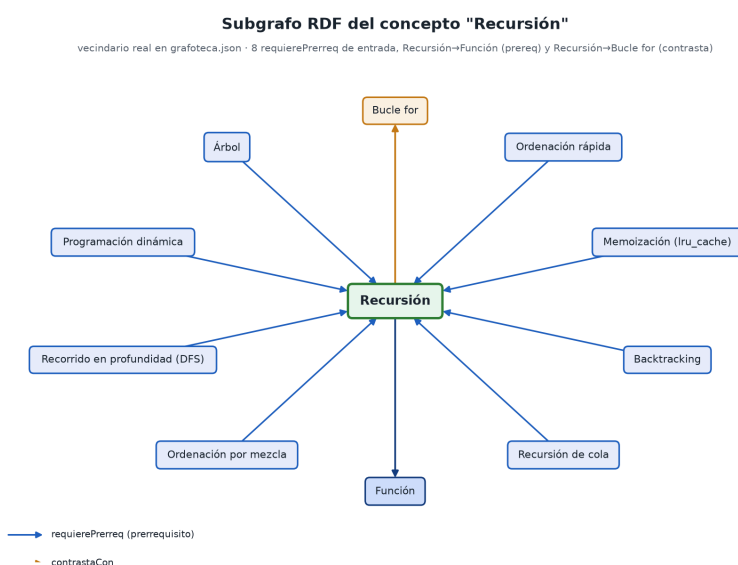 Subgrafo RDF del concepto "Recursión"
vecindario real en grafoteca.json · 8 requierePrerreq de entrada, Recursión→Función (prereq) y Recursión→Bucle for (contrasta)
Bucle for
Árbol
Ordenación rápida
Programación dinámica
Memoización (lru_cache)
Recursión
Recorrido en profundidad (DFS)
Backtracking
Ordenación por mezcla
Recursión de cola
Función
requierePrerreq (prerrequisito)
contrastaCon